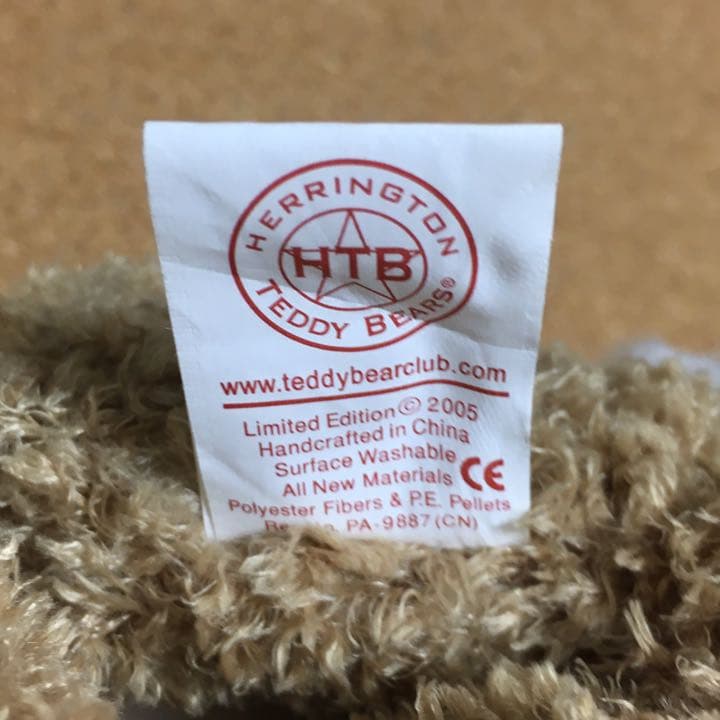 HERRINGTON
HTB
TEDDY BEARS®
www.teddybearclub.com
Limited Edition © 2005
Handcrafted in China
Surface Washable
All New Materials CE
Polyester Fibers & P.E. Pellets
PA-9887 (CN)